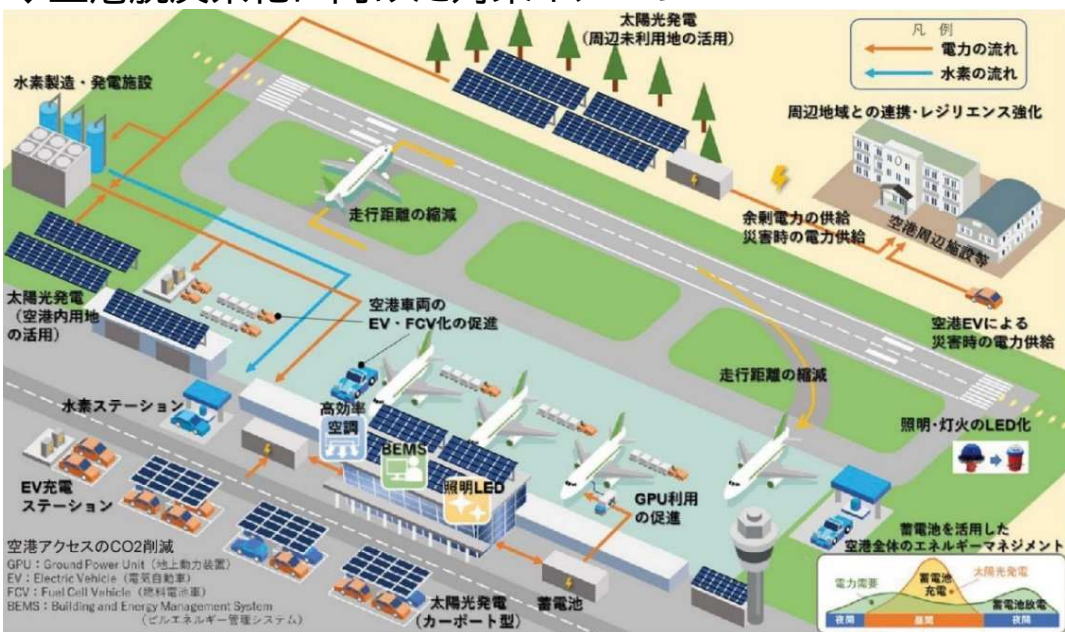 太陽光発電
(周辺未利用地の活用)
凡 例
電力の流れ
水素の流れ
水素製造・発電施設
周辺地域との連携・レジリエンス強化
走行距離の縮減
余剰電力の供給
災害時の電力供給
空港周辺施設等
太陽光発電
(空港内用地
の活用)
空港車両の
EV・FCV化の促進
空港EVによる
災害時の電力供給
走行距離の縮減
水素ステーション
高効率
空調
BEMS
照明LED
照明・灯火のLED化
EV充電
ステーション
GPU利用
の促進
空港アクセスのCO2削減
GPU:Ground Power Unit(地上動力装置)
EV:Electric Vehicle(電気自動車)
FCV:Fuel Cell Vehicle(燃料電池車)
BEMS:Building and Energy Management System
(ビルエネルギー管理システム)
太陽光発電
(カーポート型)
蓄電池
蓄電池を活用した
空港全体のエネルギーマネジメント
電力需要
蓄電池
充電
太陽光発電
蓄電池放電
夜間
昼間
夜間